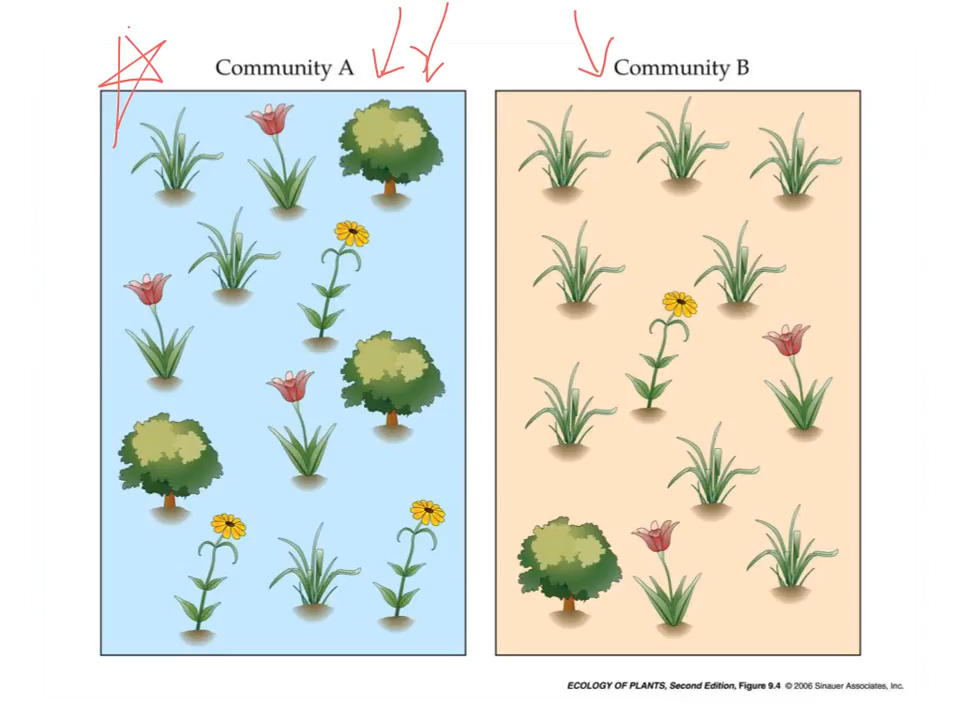 Community A
Community B
ECOLOGY OF PLANTS, Second Edition, Figure 9.4 © 2006 Sinauer Associates, Inc.